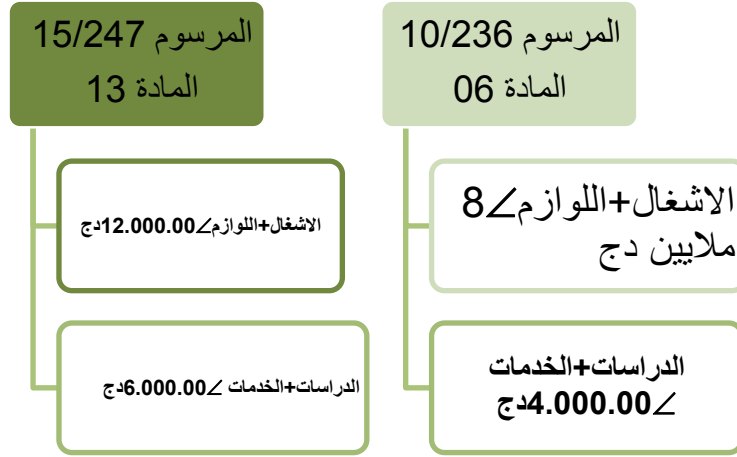 المرسوم 10/236
المادة 06
الاشغال+اللوازم∠8
ملايين دج
الدراسات+الخدمات
∠4.000.00دج
المرسوم 15/247
المادة 13
الاشغال+اللوازم∠12.000.00دج
الدراسات+الخدمات ∠6.000.00دج